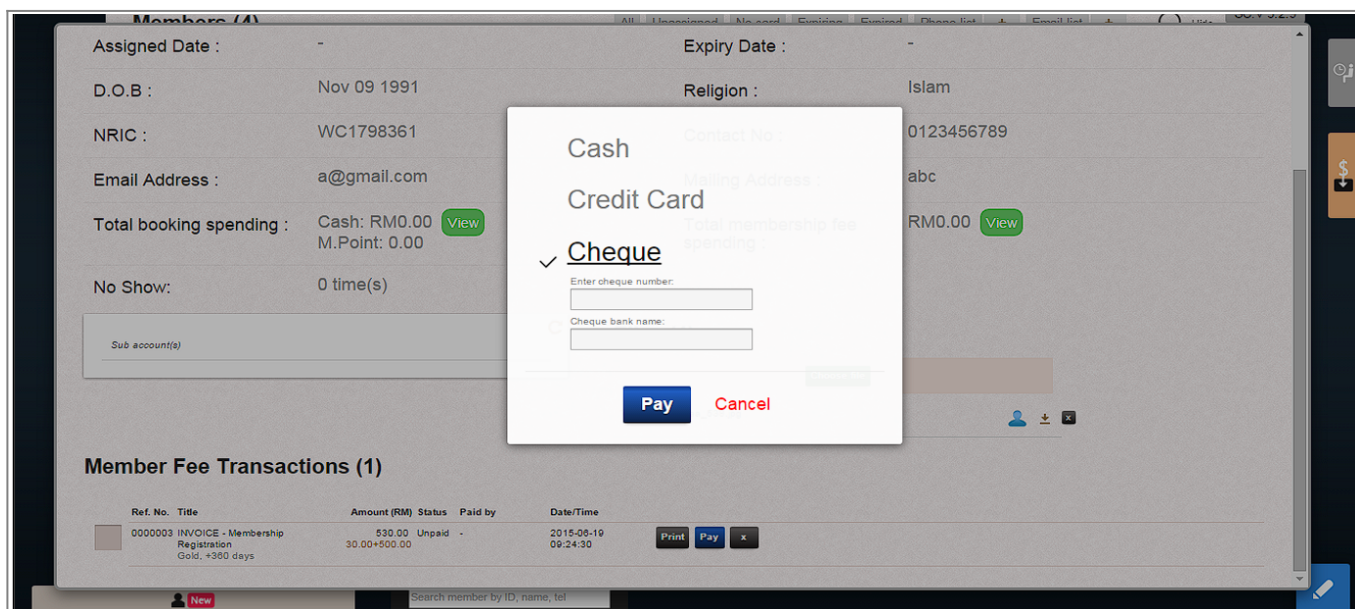 Members (4)
All Unassigned No card Expiring Expired Phone list Email list Hide
Assigned Date : - Expiry Date : -
D.O.B : Nov 09 1991 Religion : Islam
NRIC : WC1798361 Contact No : 0123456789
Email Address : a@gmail.com Mailing Address : abc
Total booking spending : Cash: RM0.00 View Total membership fee RM0.00 View
M.Point: 0.00 spending :
No Show: 0 time(s)
Sub account(s)
Cash
Credit Card
Cheque
Enter cheque number:
Cheque bank name:
Pay Cancel
Member Fee Transactions (1)
Ref. No. Title Amount (RM) Status Paid by Date/Time
0000003 INVOICE - Membership 530.00 Unpaid - 2015-06-19 Print Pay x
Registration 30.00+500.00 09:24:30
Gold, +360 days
New Search member by ID, name, tel